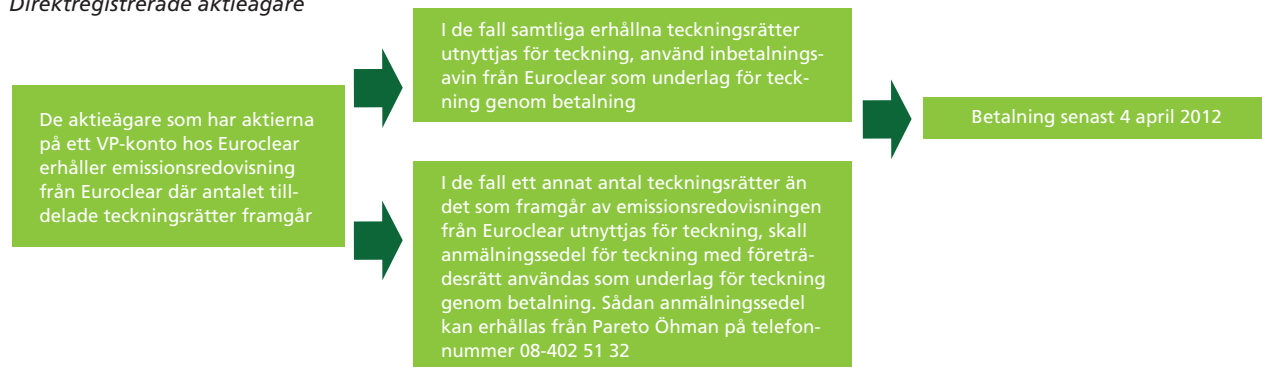 Direktregistrerade aktieägare
De aktieägare som har aktierna
på ett VP-konto hos Euroclear
erhåller emissionsredovisning
från Euroclear där antalet till-
delade teckningsrätter framgår
I de fall samtliga erhållna teckningsrätter
utnyttjas för teckning, använd inbetalnings-
avin från Euroclear som underlag för teck-
ning genom betalning
I de fall ett annat antal teckningsrätter än
det som framgår av emissionsredovisningen
från Euroclear utnyttjas för teckning, skall
anmälningssedel för teckning med företrä-
desrätt användas som underlag för teckning
genom betalning. Sådan anmälningssedel
kan erhållas från Pareto Öhman på telefon-
nummer 08-402 51 32
Betalning senast 4 april 2012